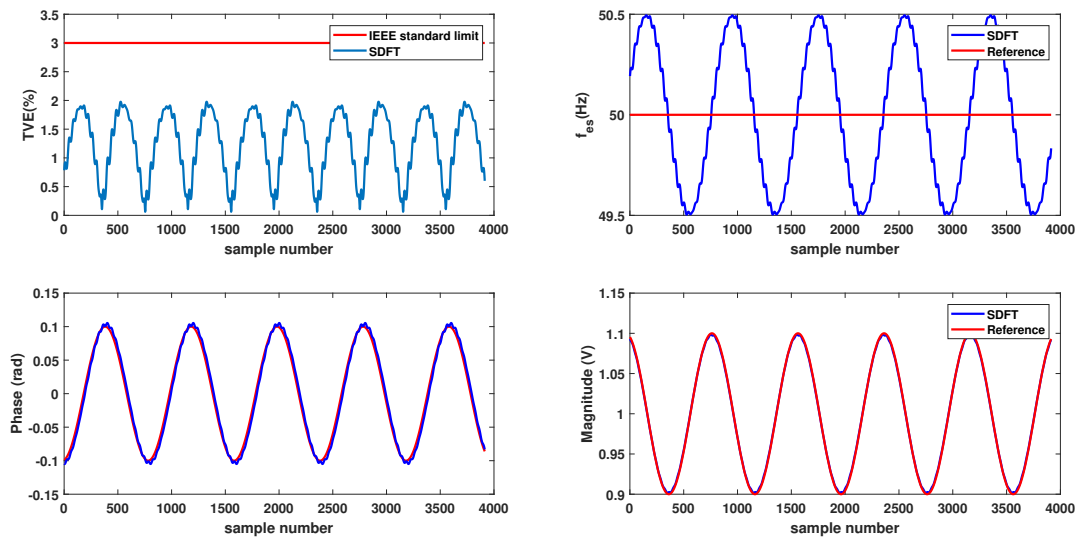 3.5
3
2.5
2
1.5
1
0.5
0
TVE(%)
IEEE standard limit
SDFT
0 500 1000 1500 2000 2500 3000 3500 4000
sample number
50.5
50
49.5
f_es(Hz)
SDFT
Reference
0 500 1000 1500 2000 2500 3000 3500 4000
sample number
0.15
0.1
0.05
0
-0.05
-0.1
-0.15
Phase (rad)
0 500 1000 1500 2000 2500 3000 3500 4000
sample number
1.15
1.10
1.05
1
0.95
0.9
Magnitude (V)
SDFT
Reference
0 500 1000 1500 2000 2500 3000 3500 4000
sample number